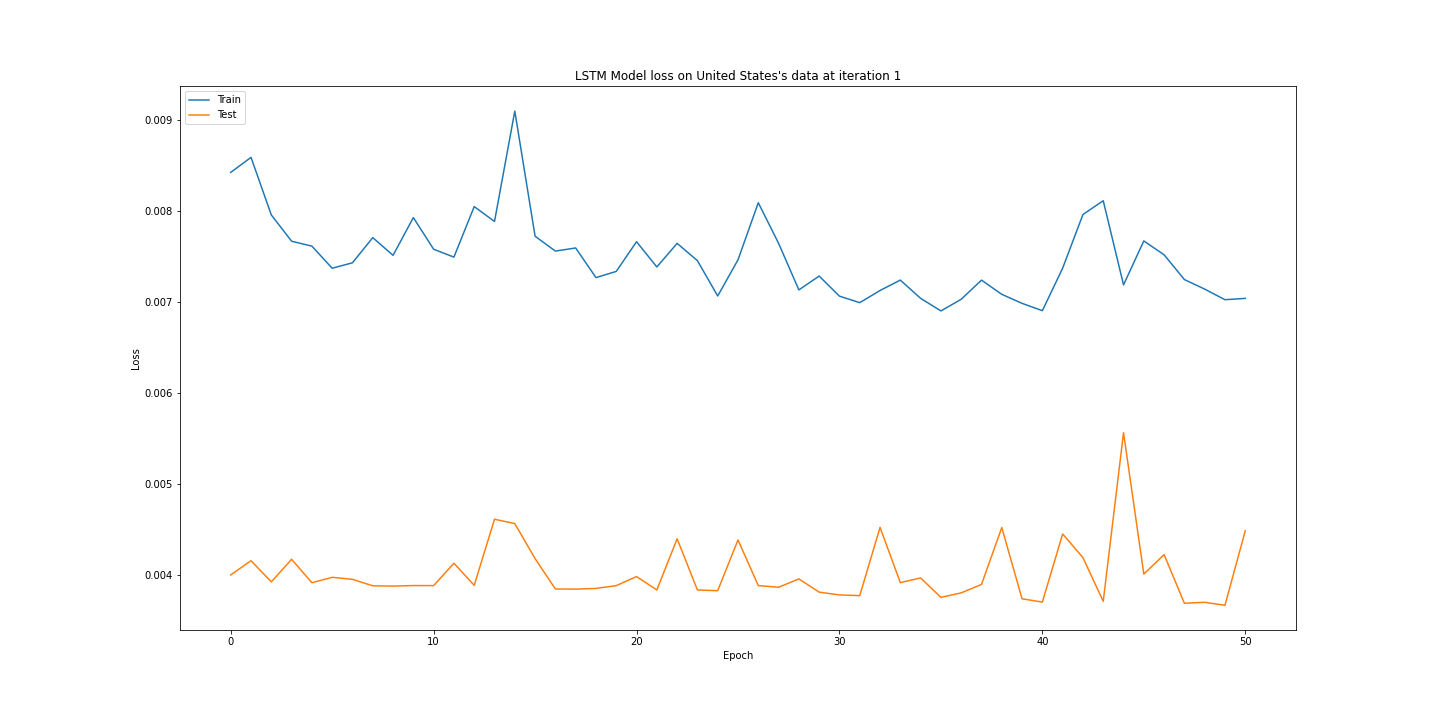 LSTM Model loss on United States's data at iteration 1
Train
Test
0.009
0.008
0.007
0.006
0.005
0.004
Loss
0 10 20 30 40 50
Epoch